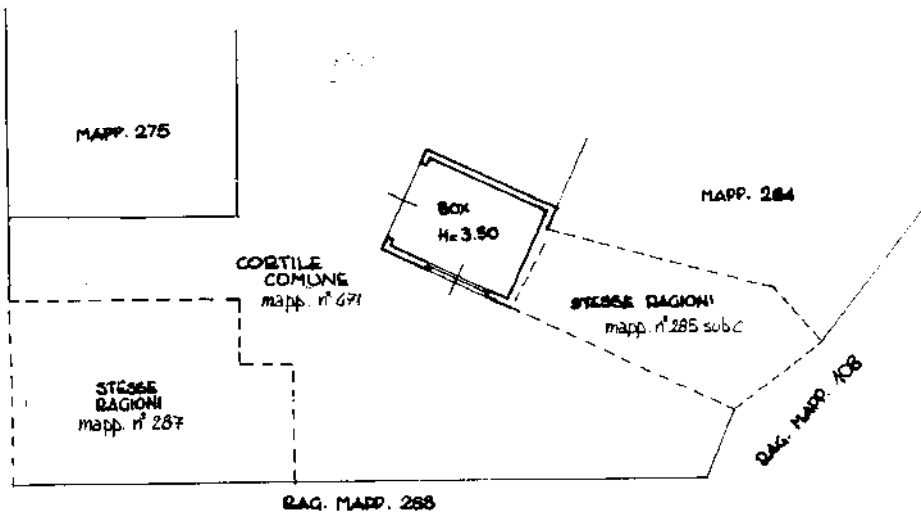 MAPP. 275
BOX
H=3.50
MAPP. 284
CORTILE
COMUNE
mapp. n° 671
STESSE RAGIONI
mapp. n° 285 sub C
STESSE
RAGIONI
mapp. n° 287
RAG. MAPP. 108
RAG. MAPP. 288